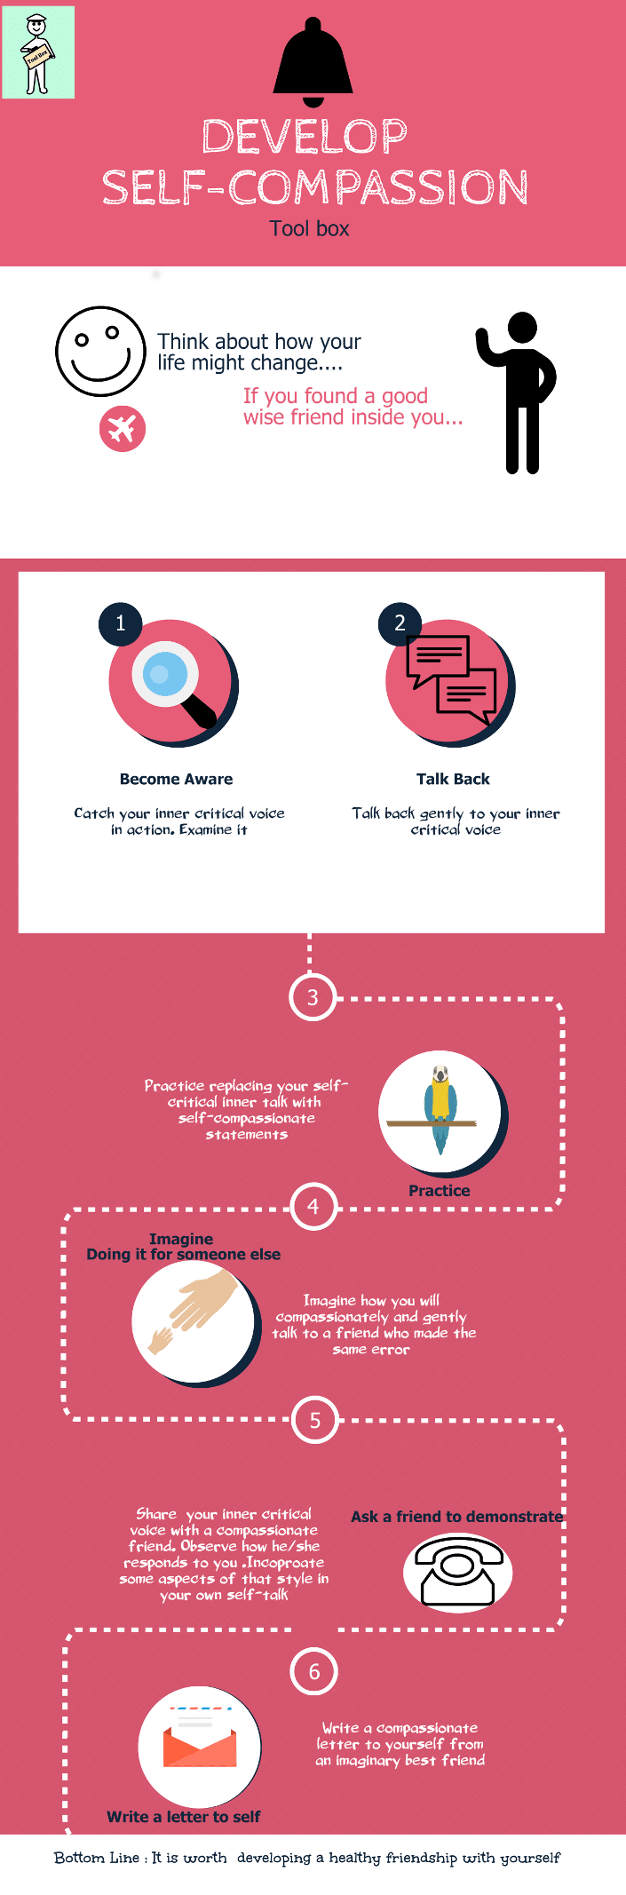 Tool Box
DEVELOP
SELF-COMPASSION
Tool box
Think about how your
life might change....
If you found a good
wise friend inside you...
1
Become Aware
Catch your inner critical voice
in action. Examine it
2
Talk Back
Talk back gently to your inner
critical voice
3
Practice replacing your self-
critical inner talk with
self-compassionate
statements
Practice
4
Imagine
Doing it for someone else
Imagine how you will
compassionately and gently
talk to a friend who made the
same error
5
Share your inner critical
voice with a compassionate
friend. Observe how he/she
responds to you .Incoproate
some aspects of that style in
your own self-talk
Ask a friend to demonstrate
6
Write a compassionate
letter to yourself from
an imaginary best friend
Write a letter to self
Bottom Line : It is worth developing a healthy friendship with yourself